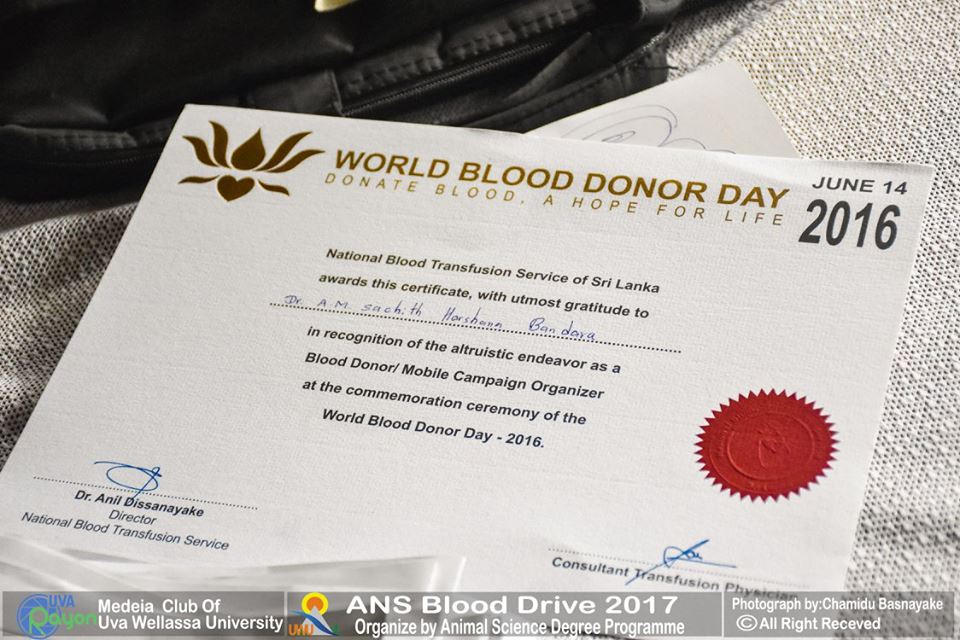 WORLD BLOOD DONOR DAY
DONATE BLOOD, A HOPE FOR LIFE
JUNE 14
2016
National Blood Transfusion Service of Sri Lanka
awards this certificate, with utmost gratitude to
Dr. A.M. sachith Harshana Bandara
in recognition of the altruistic endeavor as a
Blood Donor/ Mobile Campaign Organizer
at the commemoration ceremony of the
World Blood Donor Day - 2016.
Dr. Anil Dissanayake
Director
National Blood Transfusion Service
Consultant Transfusion Physician
UVA
Rayon
Medeia Club Of
Uva Wellassa University
UWU
ANS Blood Drive 2017
Organize by Animal Science Degree Programme
Photograph by:Chamidu Basnayake
© All Right Receved